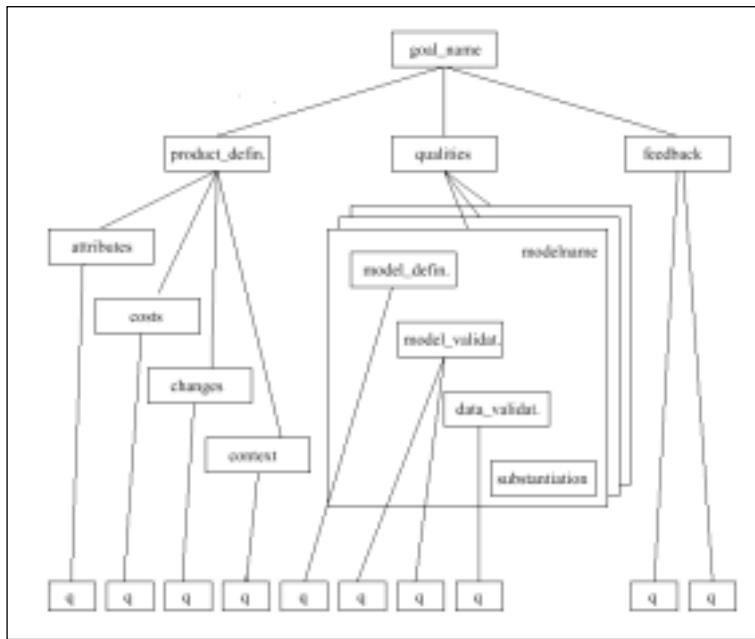 goal_name
product_defin.
qualities
feedback
attributes
modelname
model_defin.
costs
model_validat.
changes
data_validat.
context
substantiation
q
q
q
q
q
q
q
q
q
q